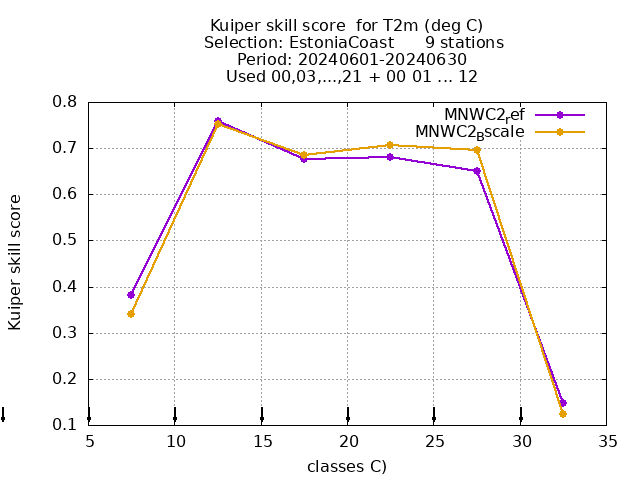 Kuiper skill score  for T2m (deg C)
Selection: EstoniaCoast      9 stations
Period: 20240601-20240630
Used 00,03,...,21 + 00 01 ... 12
MNWC2ref
MNWC2Bscale
0.8
0.7
0.6
0.5
0.4
0.3
0.2
0.1
Kuiper skill score
5 10 15 20 25 30 35
classes C)